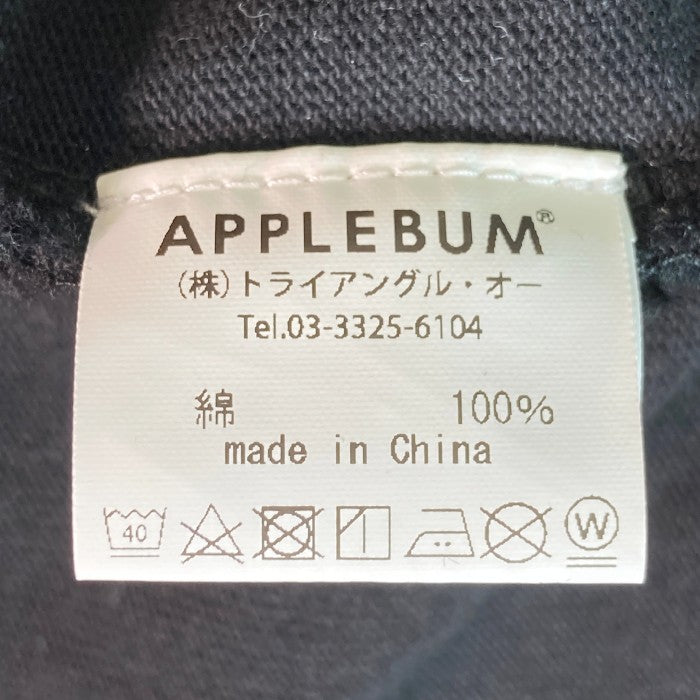 APPLEBUM®
(株)トライアングル・オー
Tel.03-3325-6104
綿 100%
made in China
40 W